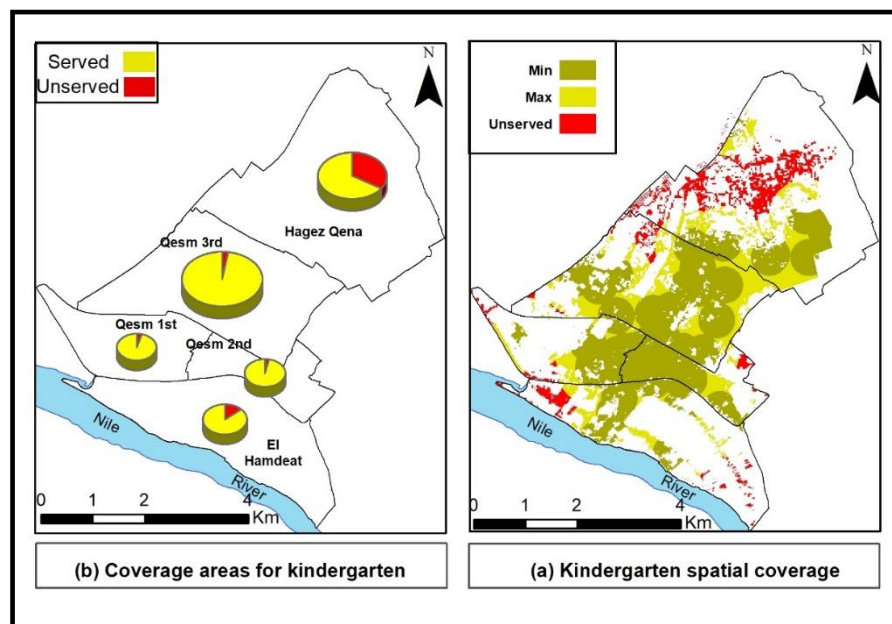 Served
Unserved
N
Hagez Qena
Qesm 3rd
Qesm 1st
Qesm 2nd
El
Hamdeat
Nile
River
0 1 2 4
Km
(b) Coverage areas for kindergarten
Min
Max
Unserved
N
Nile
River
0 1 2 4
Km
(a) Kindergarten spatial coverage